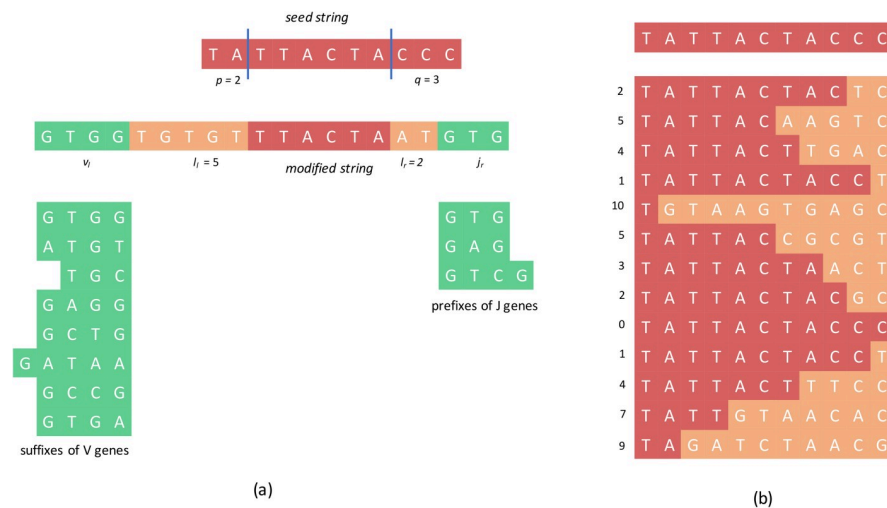 seed string
T A T T A C T A C C C
p = 2 q = 3
G T G G T G T G T T T A C T A A T G T G
v_l l_l = 5 modified string l_r = 2 j_r
G T G G
A T G T
T G C
G A G G
G C T G
G A T A A
G C C G
G T G A
suffixes of V genes
G T G
G A G
G T C G
prefixes of J genes
(a)
T A T T A C T A C C C
2 T A T T A C T A C T C
5 T A T T A C A A G T C
4 T A T T A C T T G A C
1 T A T T A C T A C C T
10 T G T A A G T G A G C
5 T A T T A C C G C G T
3 T A T T A C T A A C T
2 T A T T A C T A C G C
0 T A T T A C T A C C C
1 T A T T A C T A C C T
4 T A T T A C T T T C C
7 T A T T G T A A C A C
9 T A G A T C T A A C G
(b)